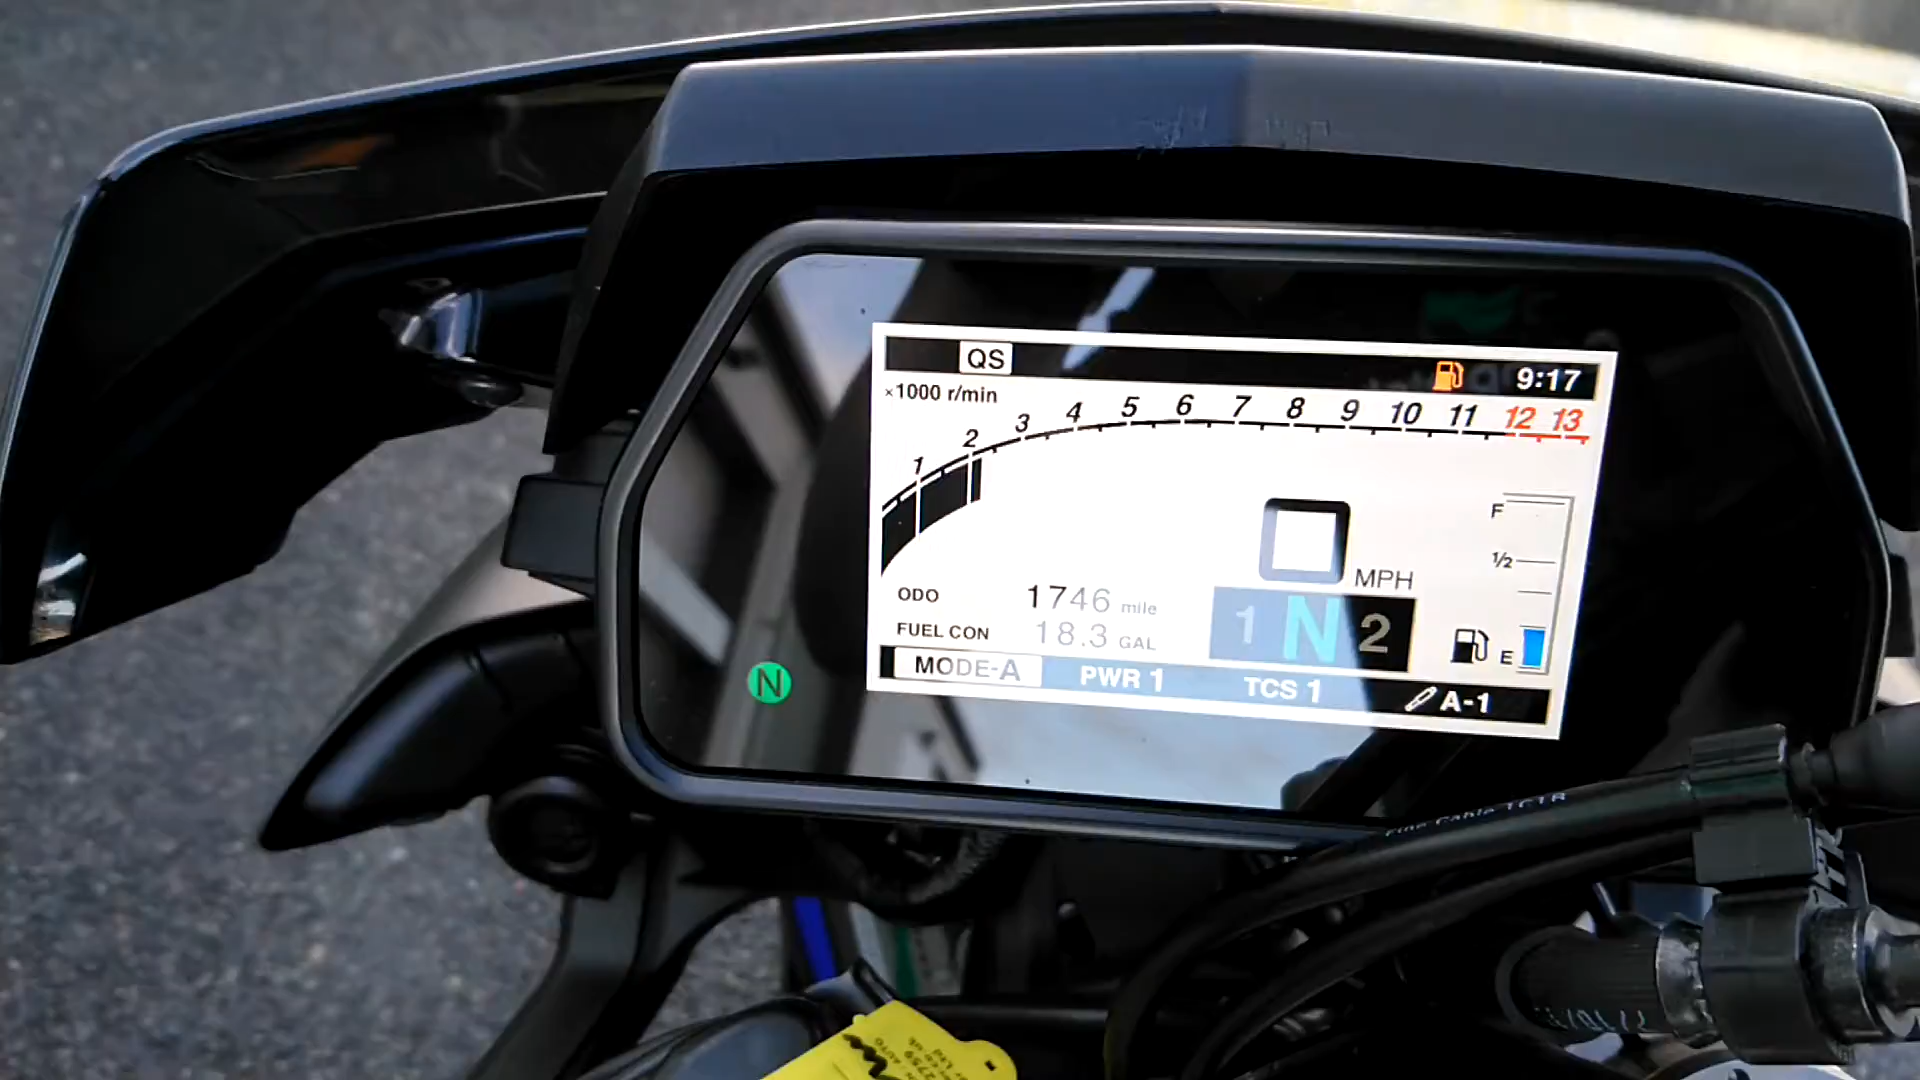 QS
9:17
×1000 r/min
1 2 3 4 5 6 7 8 9 10 11 12 13
F
1/2
E
0 MPH
ODO 1746 mile
FUEL CON 18.3 GAL
1 N 2
MODE-A PWR 1 TCS 1 A-1
N